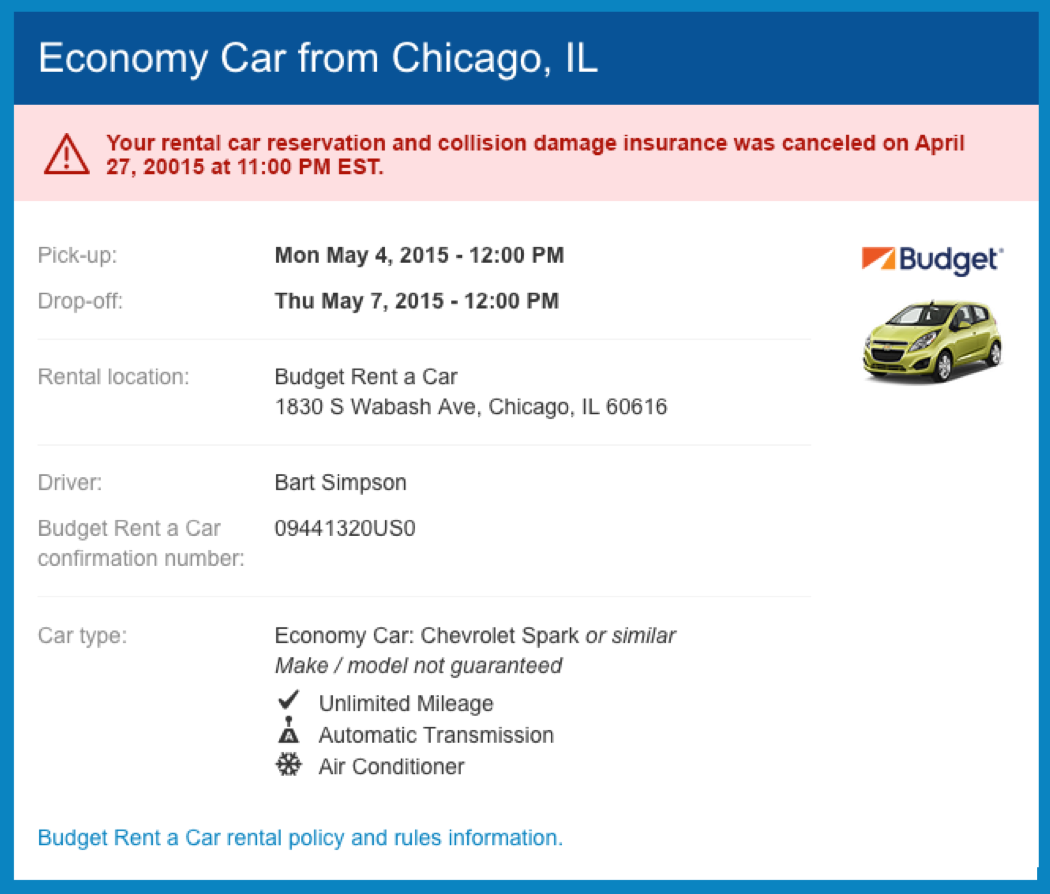 Economy Car from Chicago, IL
Your rental car reservation and collision damage insurance was canceled on April
27, 20015 at 11:00 PM EST.
Pick-up: Mon May 4, 2015 - 12:00 PM
Budget
Drop-off: Thu May 7, 2015 - 12:00 PM
Rental location: Budget Rent a Car
1830 S Wabash Ave, Chicago, IL 60616
Driver: Bart Simpson
Budget Rent a Car 09441320US0
confirmation number:
Car type: Economy Car: Chevrolet Spark or similar
Make / model not guaranteed
Unlimited Mileage
Automatic Transmission
Air Conditioner
Budget Rent a Car rental policy and rules information.